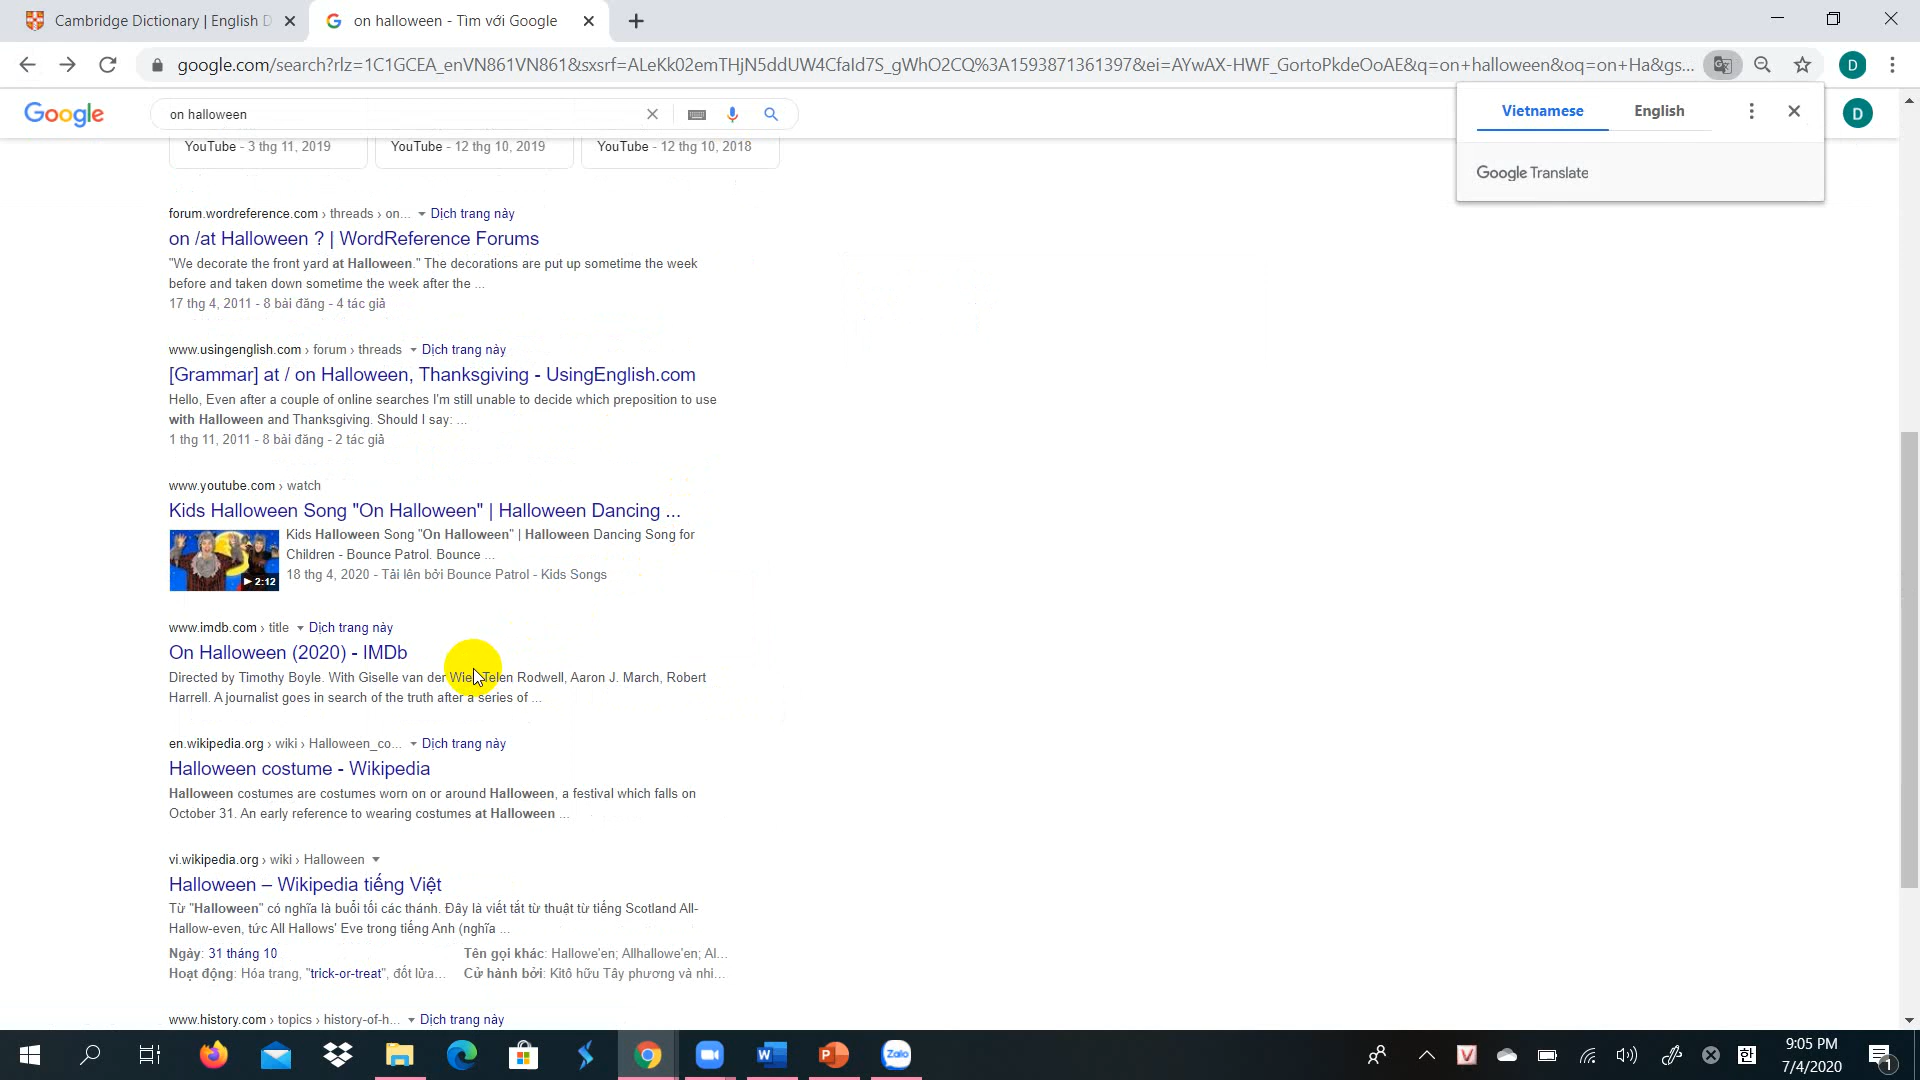 Cambridge Dictionary | English D
on halloween - Tìm với Google
google.com/search?rlz=1C1GCEA_enVN861VN861&sxsrf=ALeKk02emTHjN5ddUW4CfaId7S_gWhO2CQ%3A1593871361397&ei=AYwAX-HWF_GortoPkdeOoAE&q=on+halloween&oq=on+Ha&gs...
D
Vietnamese
English
Google Translate
Google
on halloween
D
YouTube - 3 thg 11, 2019
YouTube - 12 thg 10, 2019
YouTube - 12 thg 10, 2018
forum.wordreference.com › threads › on... Dịch trang này
on /at Halloween ? | WordReference Forums
"We decorate the front yard at Halloween." The decorations are put up sometime the week
before and taken down sometime the week after the ...
17 thg 4, 2011 - 8 bài đăng - 4 tác giả
www.usingenglish.com › forum › threads Dịch trang này
[Grammar] at / on Halloween, Thanksgiving - UsingEnglish.com
Hello, Even after a couple of online searches I'm still unable to decide which preposition to use
with Halloween and Thanksgiving. Should I say: ...
1 thg 11, 2011 - 8 bài đăng - 2 tác giả
www.youtube.com › watch
Kids Halloween Song "On Halloween" | Halloween Dancing ...
Kids Halloween Song "On Halloween" | Halloween Dancing Song for
Children - Bounce Patrol. Bounce ...
18 thg 4, 2020 - Tải lên bởi Bounce Patrol - Kids Songs
2:12
www.imdb.com › title Dịch trang này
On Halloween (2020) - IMDb
Directed by Timothy Boyle. With Giselle van der Wiel, Telen Rodwell, Aaron J. March, Robert
Harrell. A journalist goes in search of the truth after a series of ...
en.wikipedia.org › wiki › Halloween_co... Dịch trang này
Halloween costume - Wikipedia
Halloween costumes are costumes worn on or around Halloween, a festival which falls on
October 31. An early reference to wearing costumes at Halloween ...
vi.wikipedia.org › wiki › Halloween
Halloween – Wikipedia tiếng Việt
Từ "Halloween" có nghĩa là buổi tối các thánh. Đây là viết tắt từ thuật từ tiếng Scotland All-
Hallow-even, tức All Hallows' Eve trong tiếng Anh (nghĩa ...
Ngày: 31 tháng 10
Tên gọi khác: Hallowe'en; Allhallowe'en; Al...
Hoạt động: Hóa trang, "trick-or-treat", đốt lửa...
Cử hành bởi: Kitô hữu Tây phương và nhi...
www.history.com › topics › history-of-h... Dịch trang này
Zalo
한
9:05 PM
7/4/2020
1